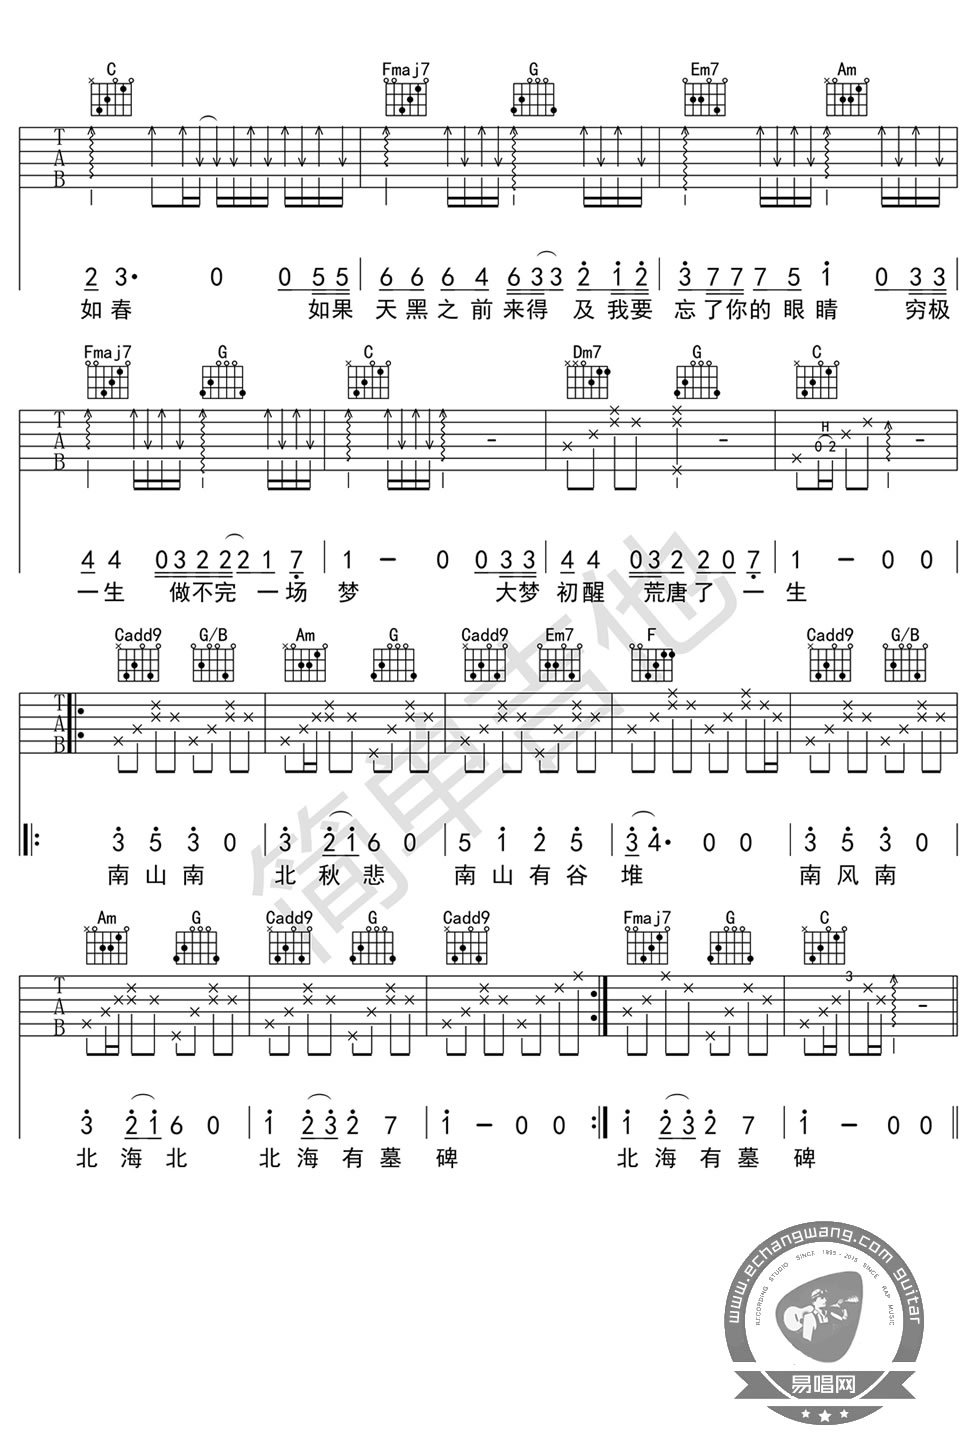 C Fmaj7 G Em7 Am
T A B
2 3· 0 0 5 5 6 6 6 4 6 3 3 2 1 2 3 7 7 7 5 1 0 3 3
如春 如果 天黑之前来得 及 我要 忘了你的眼睛 穷极
Fmaj7 G C Dm7 G C
T A B
H
0 2
4 4 0 3 2 2 2 1 7 1 - 0 0 3 3 4 4 0 3 2 2 0 7 1 - 0 0
一生 做不完 一场 梦 大梦 初醒 荒唐了 一 生
Cadd9 G/B Am G Cadd9 Em7 F Cadd9 G/B
T A B
3 5 3 0 3 2 1 6 0 5 1 2 5 3 4· 0 0 3 5 3 0
南山南 北秋悲 南山有谷 堆 南风南
Am G Cadd9 G Cadd9 Fmaj7 G C
T A B
3
3 2 1 6 0 1 2 3 2 7 1 - 0 0 1 2 3 2 7 1 - 0 0
北海北 北海有墓 碑 北海有墓 碑
简单吉他
www.echangwang.com guitar
RECORDING STUDIO SINCE 1995-2015 SINCE RAP MUSIC
易唱网